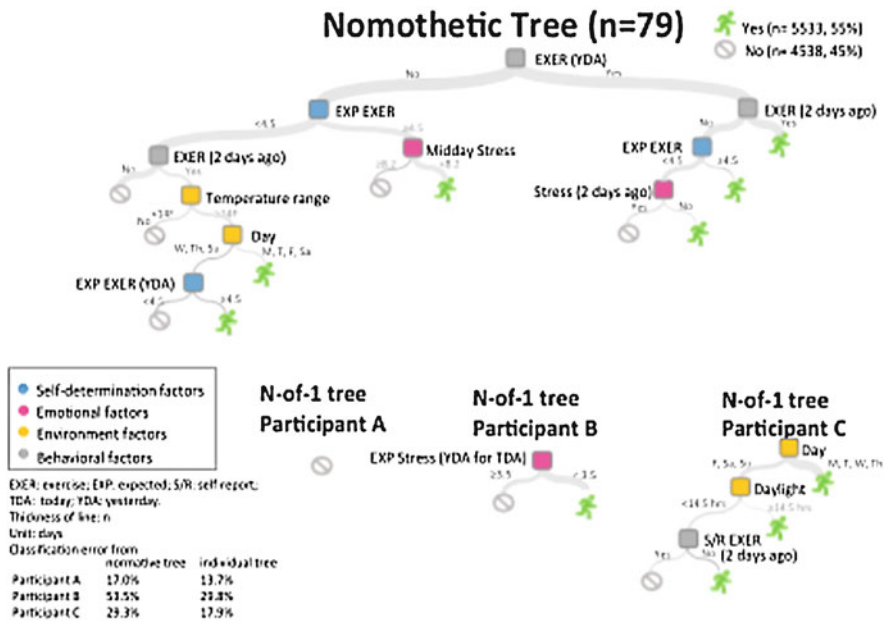 Nomothetic Tree (n=79)
Yes (n= 5533, 55%)
No (n= 4538, 45%)
EXER (YDA)
No
Yes
EXP EXER
EXER (2 days ago)
<4.5
≥4.5
No
Yes
EXER (2 days ago)
Midday Stress
EXP EXER
No
Yes
<4.5
≥4.5
Temperature range
Stress (2 days ago)
No
Yes
No
Day
W, Th, Su
M, T, F, Sa
EXP EXER (YDA)
<4.5
≥4.5
Self-determination factors
Emotional factors
Environment factors
Behavioral factors
N-of-1 tree
Participant A
N-of-1 tree
Participant B
EXP Stress (YDA for TDA)
≥3.5
<3.5
N-of-1 tree
Participant C
Day
F, Sa, Su
M, T, W, Th
Daylight
<14.5 hrs
≥14.5 hrs
S/R EXER
(2 days ago)
Yes
No
EXER: exercise; EXP: expected; S/R: self report;
TDA: today; YDA: yesterday.
Thickness of line: n
Unit: days
Classification error from
normative tree individual tree
Participant A 17.0% 13.7%
Participant B 
Participant C 17.9%